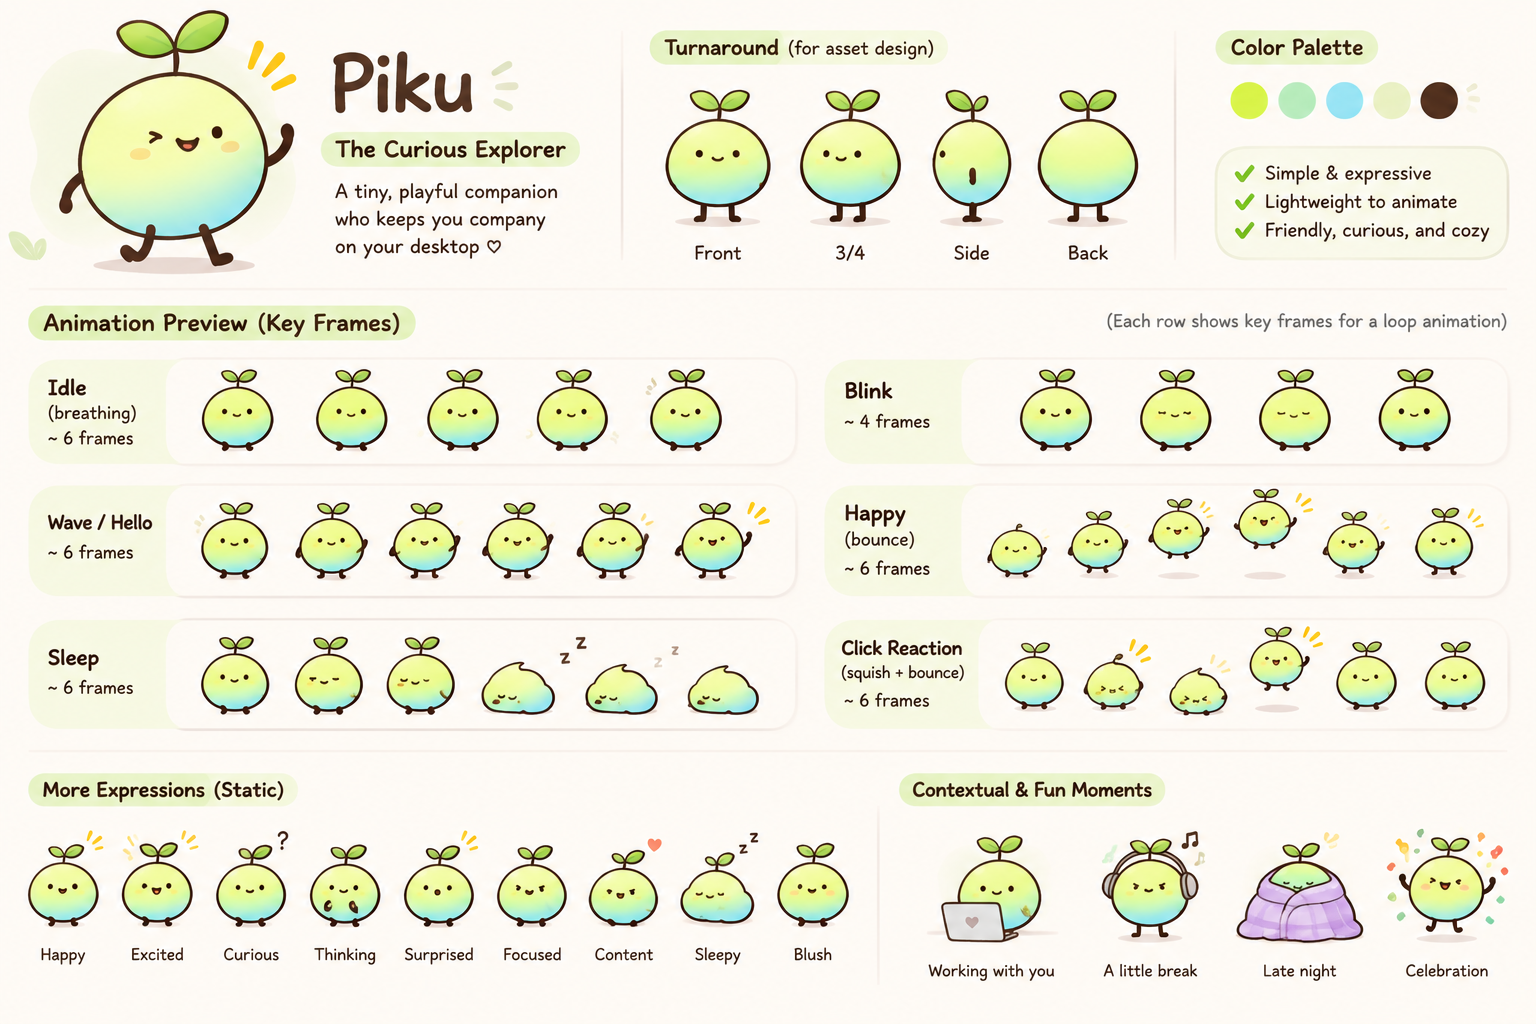 Piku
The Curious Explorer
A tiny, playful companion
who keeps you company
on your desktop ♡
Turnaround (for asset design)
Front
3/4
Side
Back
Color Palette
Simple & expressive
Lightweight to animate
Friendly, curious, and cozy
Animation Preview (Key Frames)
(Each row shows key frames for a loop animation)
Idle
(breathing)
~ 6 frames
Blink
~ 4 frames
Wave / Hello
~ 6 frames
Happy
(bounce)
~ 6 frames
Sleep
~ 6 frames
z z
z z
Click Reaction
(squish + bounce)
~ 6 frames
More Expressions (Static)
?
z z
Happy
Excited
Curious
Thinking
Surprised
Focused
Content
Sleepy
Blush
Contextual & Fun Moments
Working with you
A little break
Late night
Celebration